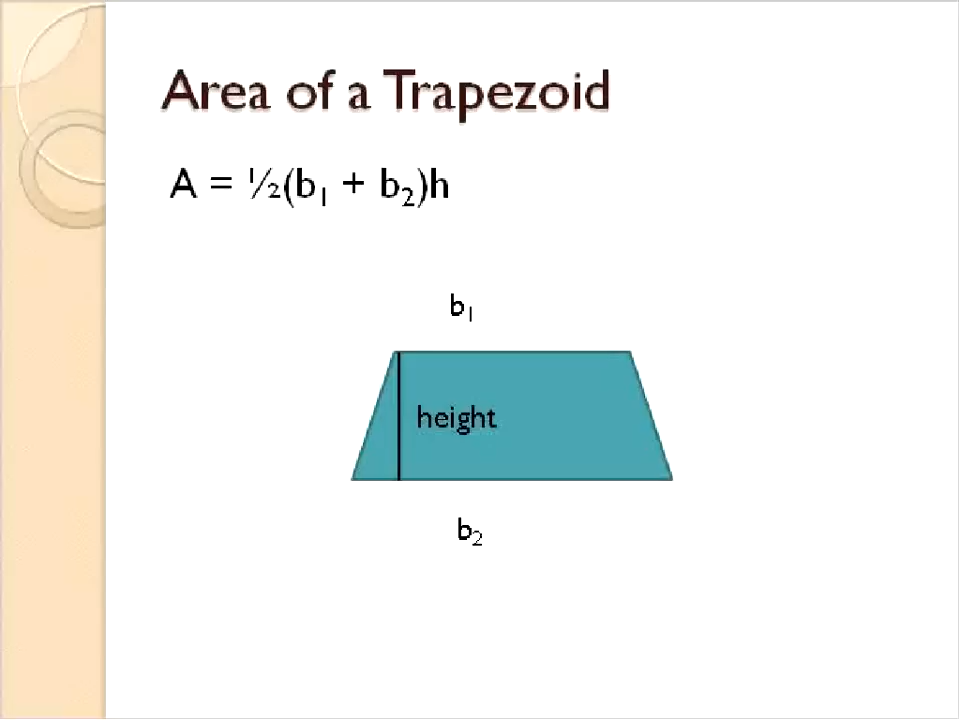 Area of a Trapezoid
A = ½(b₁ + b₂)h
b₁
height
b₂